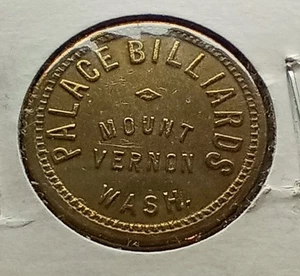 PALACE BILLIARDS
MOUNT
VERNON
WASH.